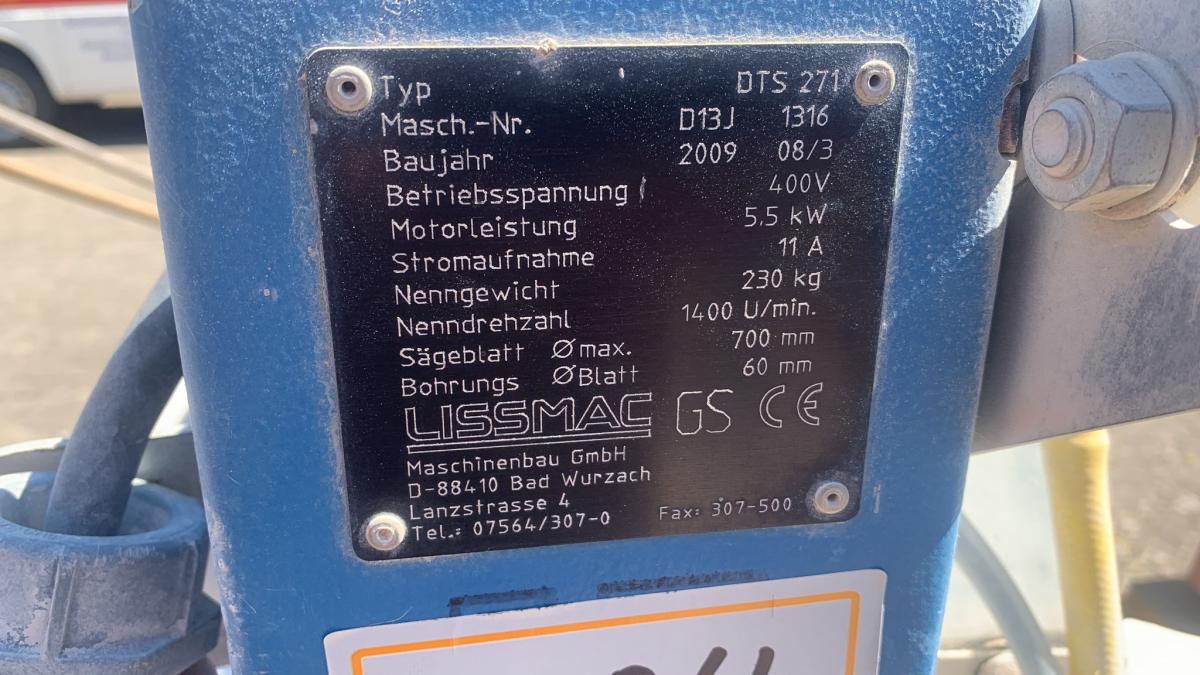 Typ DTS 271
Masch.-Nr. D13J 1316
Baujahr 2009 08/3
Betriebsspannung 400V
Motorleistung 5,5 kW
Stromaufnahme 11 A
Nenngewicht 230 kg
Nenndrehzahl 1400 U/min.
Sägeblatt Ø max. 700 mm
Bohrungs Ø Blatt 60 mm
LISSMAC GS CE
Maschinenbau GmbH
D-88410 Bad Wurzach
Lanzstrasse 4
Tel.: 07564/307-0 Fax: 307-500